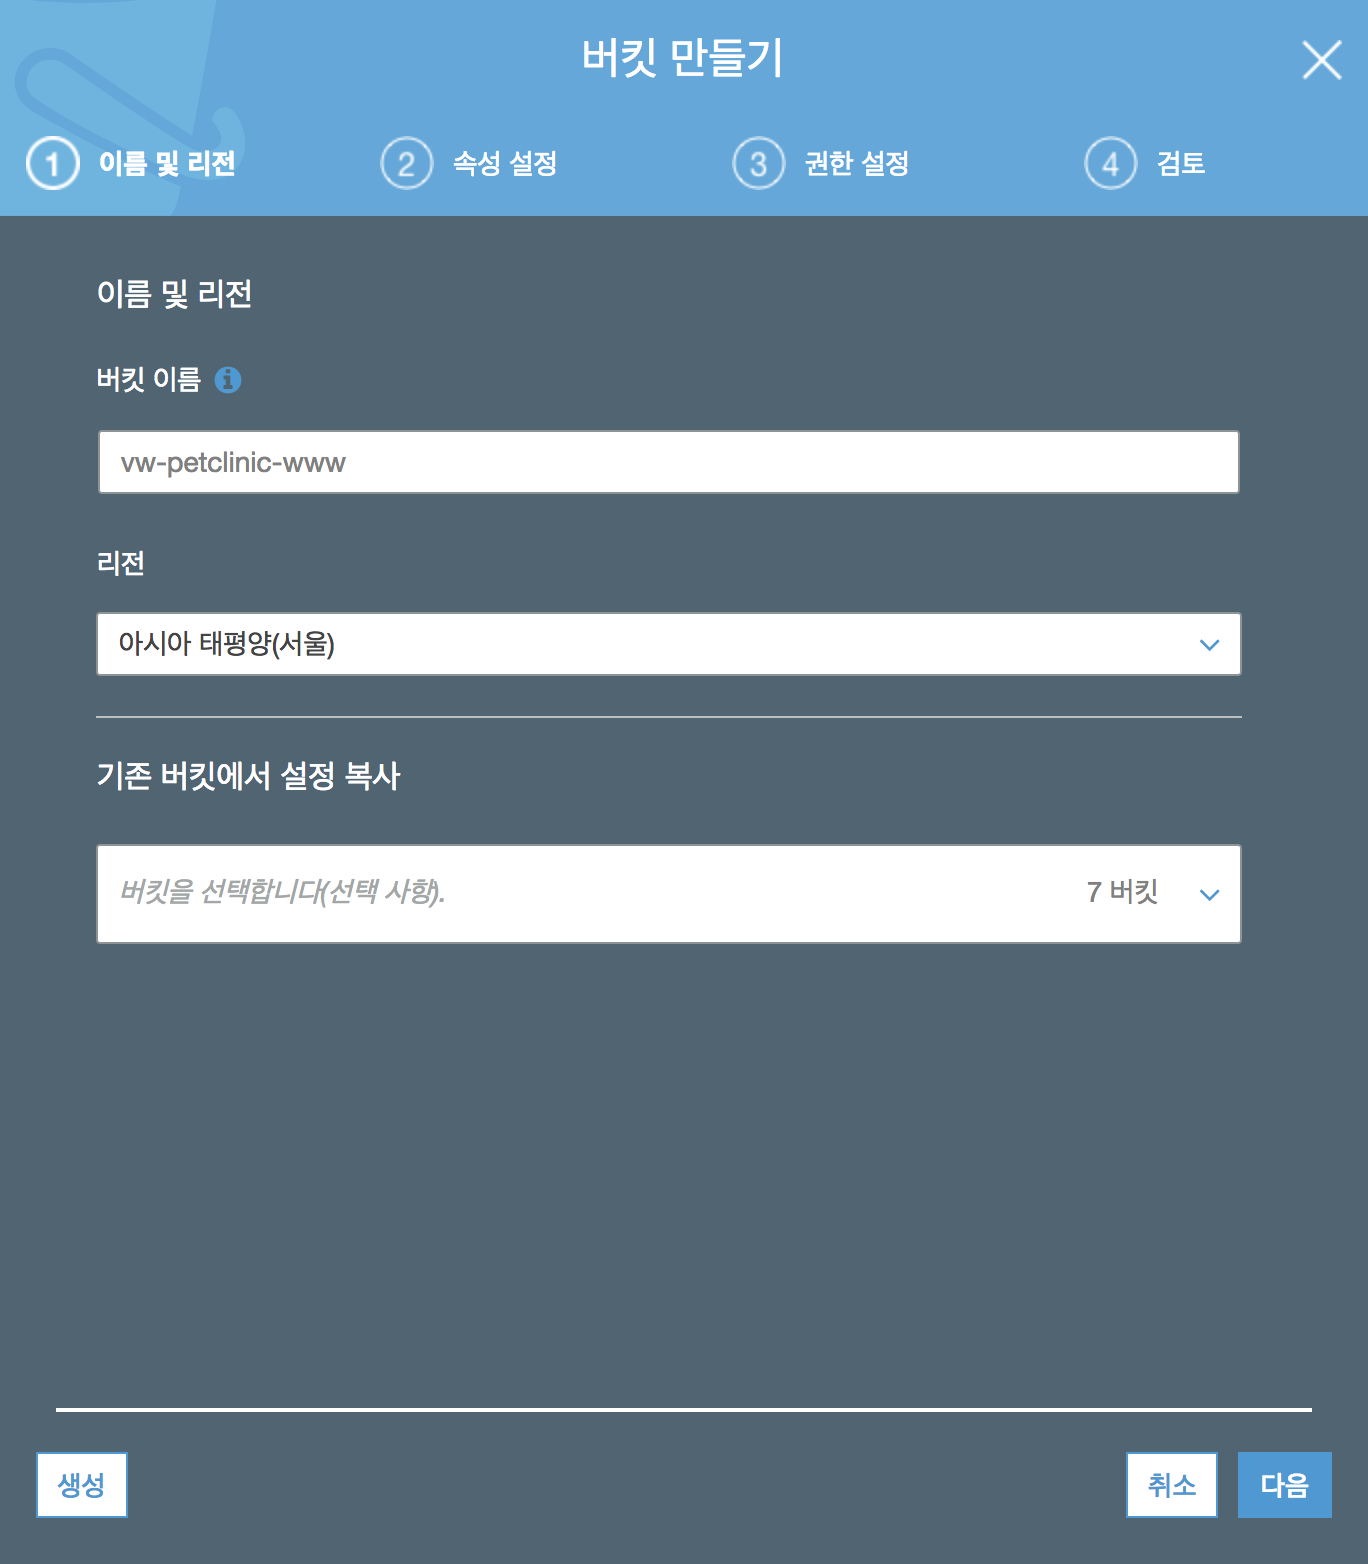 버킷 만들기
1 이름 및 리전
2 속성 설정
3 권한 설정
4 검토
이름 및 리전
버킷 이름
vw-petclinic-www
리전
아시아 태평양(서울)
기존 버킷에서 설정 복사
버킷을 선택합니다(선택 사항). 7 버킷
생성 취소 다음